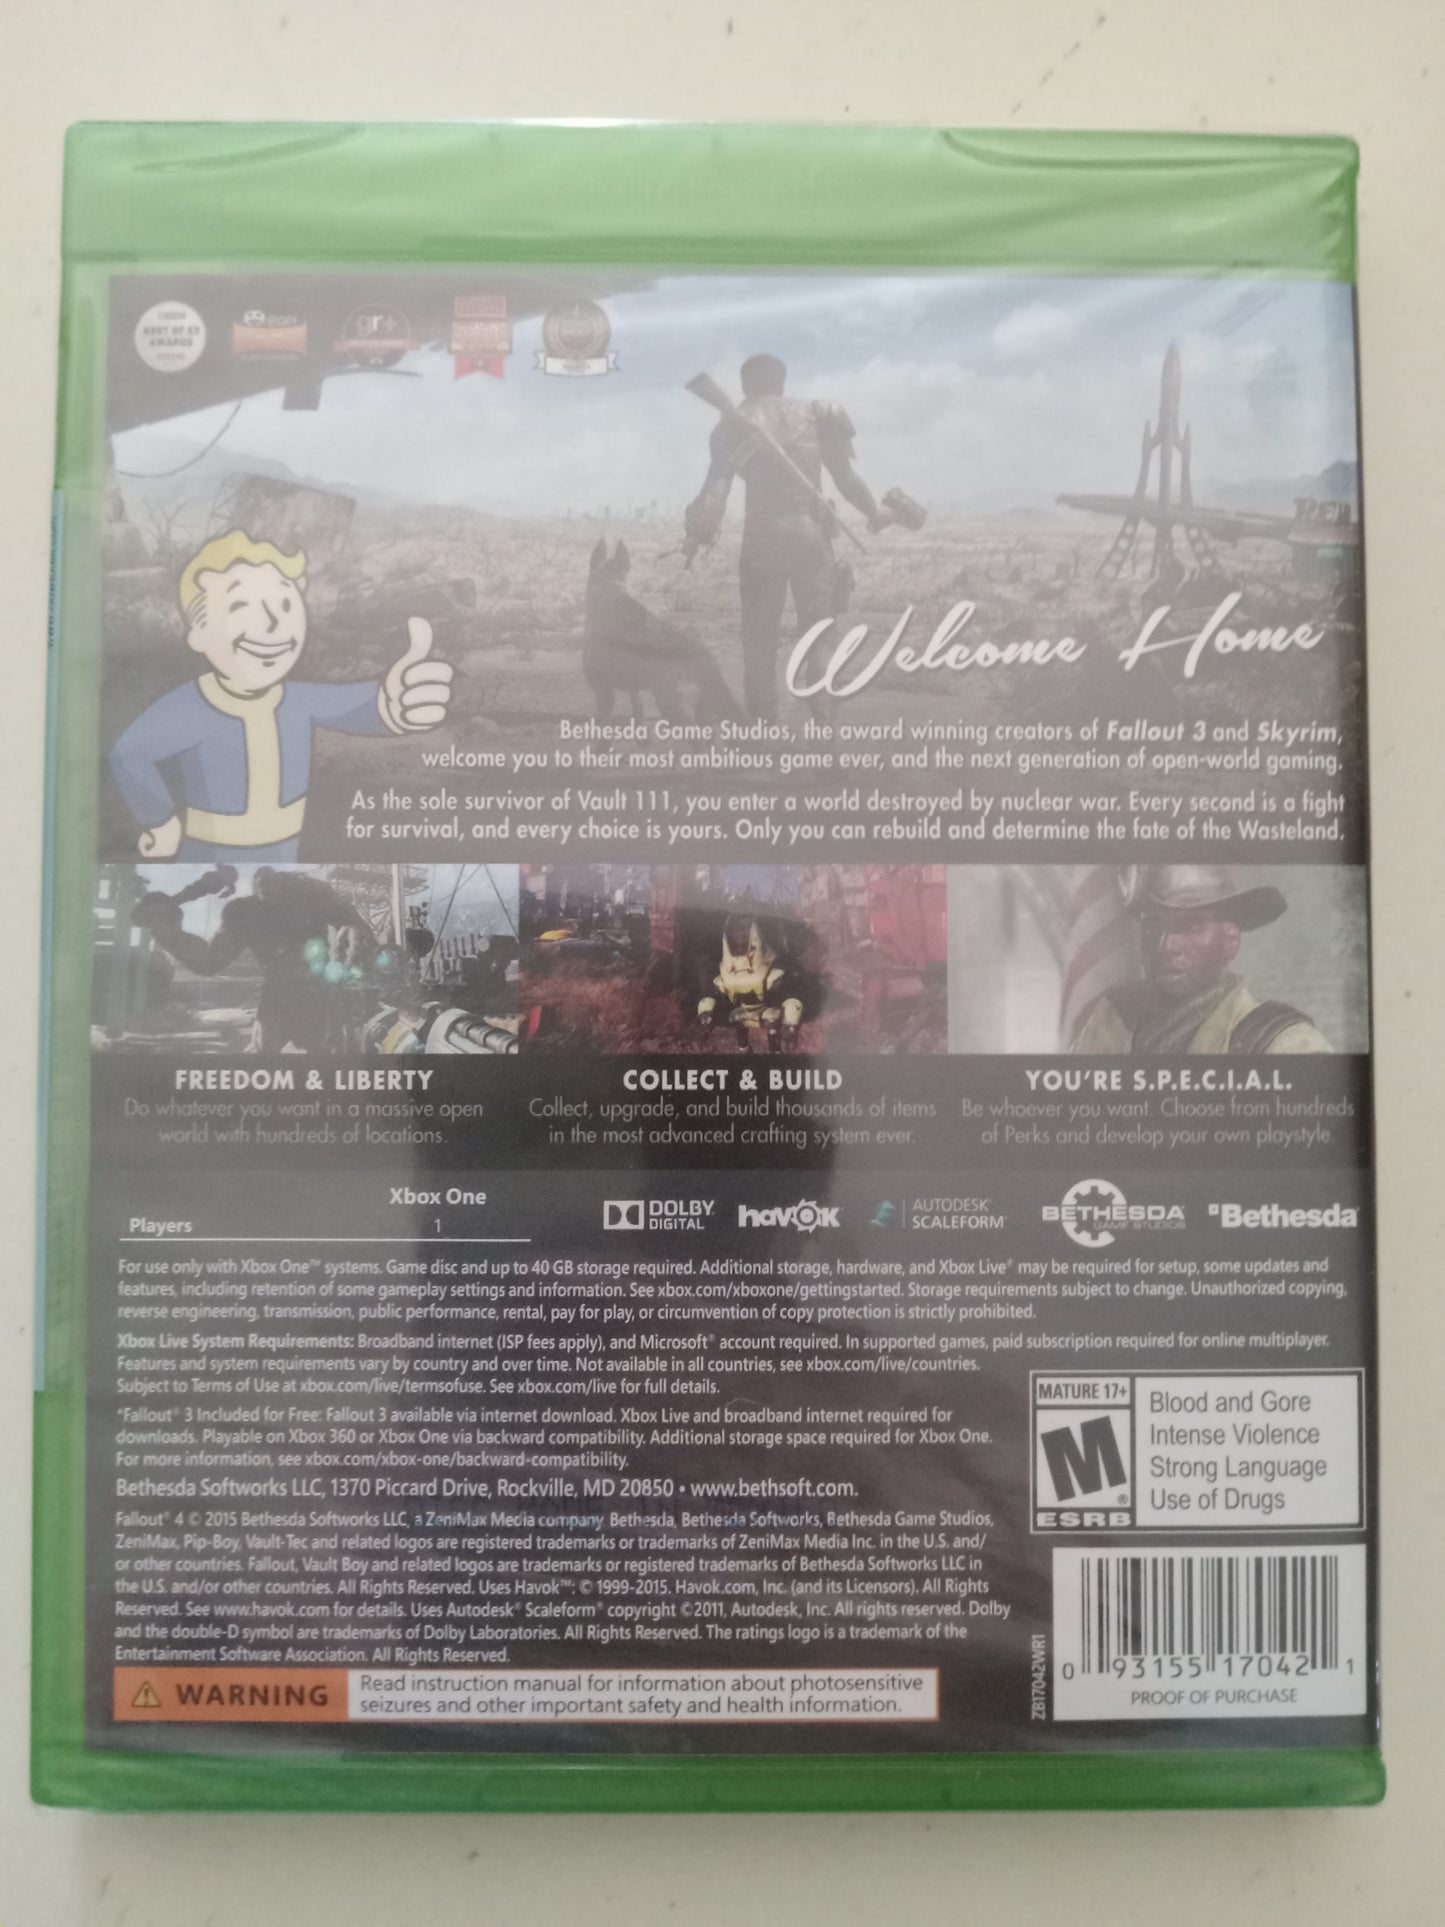 BEST OF E3
AWARDS
gr+
Welcome Home
Bethesda Game Studios, the award winning creators of Fallout 3 and Skyrim,
welcome you to their most ambitious game ever, and the next generation of open-world gaming.
As the sole survivor of Vault 111, you enter a world destroyed by nuclear war. Every second is a fight
for survival, and every choice is yours. Only you can rebuild and determine the fate of the Wasteland.
FREEDOM & LIBERTY
Do whatever you want in a massive open
world with hundreds of locations.
COLLECT & BUILD
Collect, upgrade, and build thousands of items
in the most advanced crafting system ever.
YOU'RE S.P.E.C.I.A.L.
Be whoever you want. Choose from hundreds
of Perks and develop your own playstyle.
Xbox One
Players 1
DOLBY
DIGITAL
havok
AUTODESK®
SCALEFORM™
BETHESDA
GAME STUDIOS
Bethesda
For use only with Xbox One™ systems. Game disc and up to 40 GB storage required. Additional storage, hardware, and Xbox Live® may be required for setup, some updates and
features, including retention of some gameplay settings and information. See xbox.com/xboxone/gettingstarted. Storage requirements subject to change. Unauthorized copying,
reverse engineering, transmission, public performance, rental, pay for play, or circumvention of copy protection is strictly prohibited.
Xbox Live System Requirements: Broadband internet (ISP fees apply), and Microsoft® account required. In supported games, paid subscription required for online multiplayer.
Features and system requirements vary by country and over time. Not available in all countries, see xbox.com/live/countries.
Subject to Terms of Use at xbox.com/live/termsofuse. See xbox.com/live for full details.
*Fallout® 3 Included for Free: Fallout 3 available via internet download. Xbox Live and broadband internet required for
downloads. Playable on Xbox 360 or Xbox One via backward compatibility. Additional storage space required for Xbox One.
For more information, see xbox.com/xbox-one/backward-compatibility.
Bethesda Softworks LLC, 1370 Piccard Drive, Rockville, MD 20850 • www.bethsoft.com.
Fallout® 4 © 2015 Bethesda Softworks LLC, a ZeniMax Media company. Bethesda, Bethesda Softworks, Bethesda Game Studios,
ZeniMax, Pip-Boy, Vault-Tec and related logos are registered trademarks or trademarks of ZeniMax Media Inc. in the U.S. and/
or other countries. Fallout, Vault Boy and related logos are trademarks or registered trademarks of Bethesda Softworks LLC in
the U.S. and/or other countries. All Rights Reserved. Uses Havok™: © 1999-2015. Havok.com, Inc. (and its Licensors). All Rights
Reserved. See www.havok.com for details. Uses Autodesk® Scaleform® copyright ©2011, Autodesk, Inc. All rights reserved. Dolby
and the double-D symbol are trademarks of Dolby Laboratories. All Rights Reserved. The ratings logo is a trademark of the
Entertainment Software Association. All Rights Reserved.
MATURE 17+
M
®
ESRB
Blood and Gore
Intense Violence
Strong Language
Use of Drugs
WARNING
Read instruction manual for information about photosensitive
seizures and other important safety and health information.
ZB17042WR1
0 93155 17042 1
PROOF OF PURCHASE